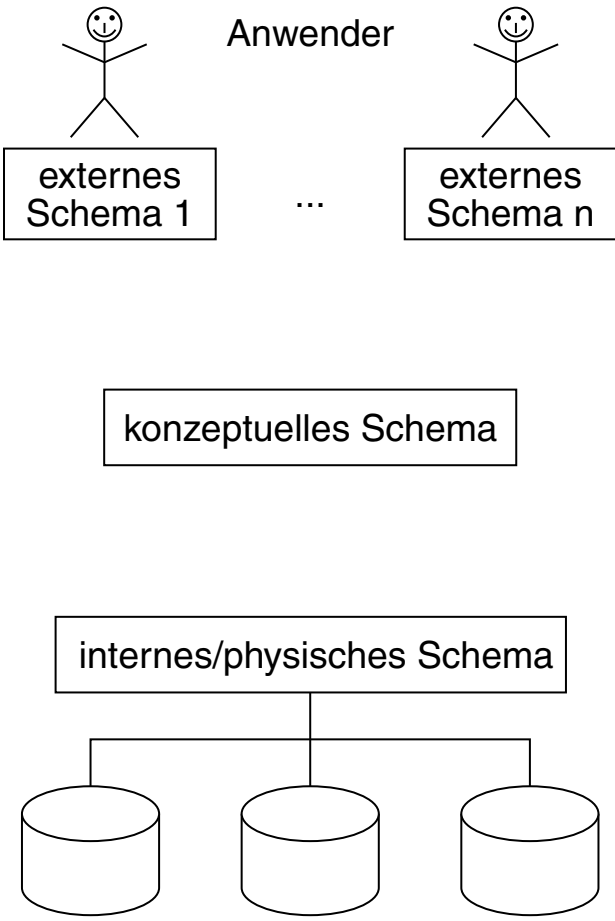 Anwender
externes
Schema 1
...
externes
Schema n
konzeptuelles Schema
internes/physisches Schema